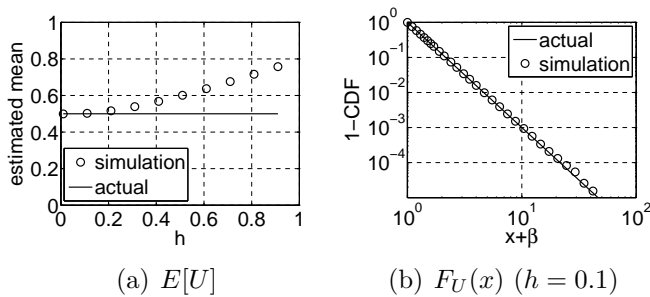 1
0.8
0.6
0.4
0.2
0
estimated mean
simulation
actual
0 0.2 0.4 0.6 0.8 1
h
(a) E[U]
10^0
10^-1
10^-2
10^-3
10^-4
1−CDF
actual
simulation
10^0 10^1 10^2
x+β
(b) F_U(x) (h = 0.1)